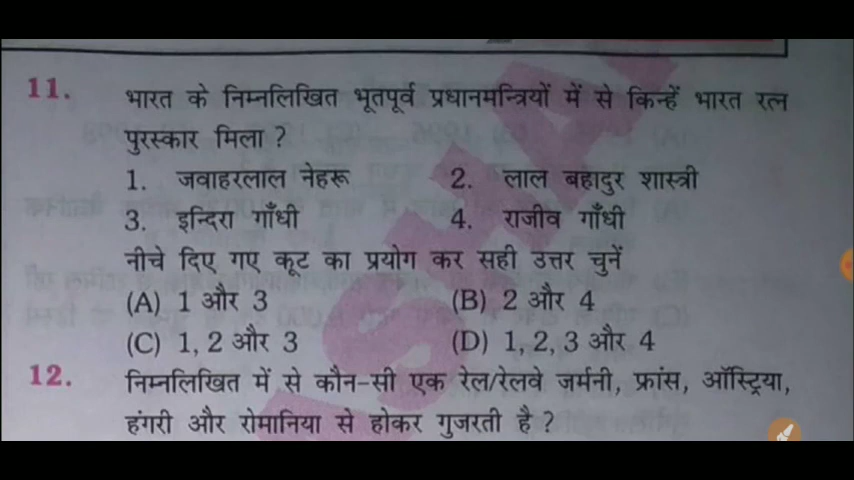 11. भारत के निम्नलिखित भूतपूर्व प्रधानमन्त्रियों में से किन्हें भारत रत्न
पुरस्कार मिला ?
1. जवाहरलाल नेहरू 2. लाल बहादुर शास्त्री
3. इन्दिरा गाँधी 4. राजीव गाँधी
नीचे दिए गए कूट का प्रयोग कर सही उत्तर चुनें
(A) 1 और 3 (B) 2 और 4
(C) 1, 2 और 3 (D) 1, 2, 3 और 4
12. निम्नलिखित में से कौन-सी एक रेल/रेलवे जर्मनी, फ्रांस, ऑस्ट्रिया,
हंगरी और रोमानिया से होकर गुजरती है ?